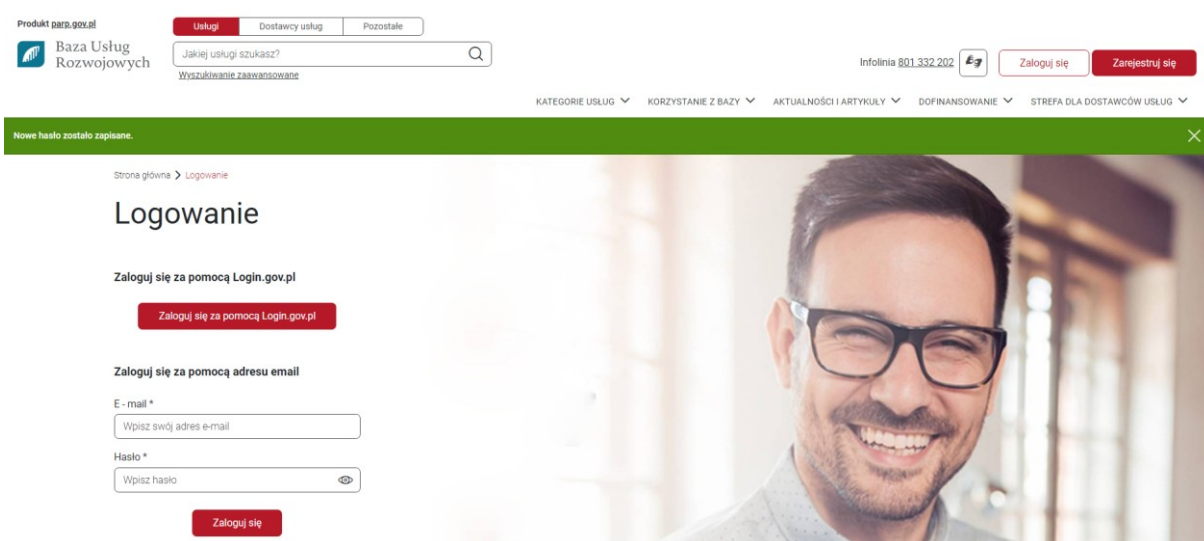 Produkt parp.gov.pl
Usługi Dostawcy usług Pozostałe
Baza Usług
Rozwojowych
Jakiej usługi szukasz?
Wyszukiwanie zaawansowane
Infolinia 801 332 202
Zaloguj się
Zarejestruj się
KATEGORIE USŁUG KORZYSTANIE Z BAZY AKTUALNOŚCI I ARTYKUŁY DOFINANSOWANIE STREFA DLA DOSTAWCÓW USŁUG
Nowe hasło zostało zapisane.
Strona główna > Logowanie
Logowanie
Zaloguj się za pomocą Login.gov.pl
Zaloguj się za pomocą Login.gov.pl
Zaloguj się za pomocą adresu email
E - mail *
Wpisz swój adres e-mail
Hasło *
Wpisz hasło
Zaloguj się